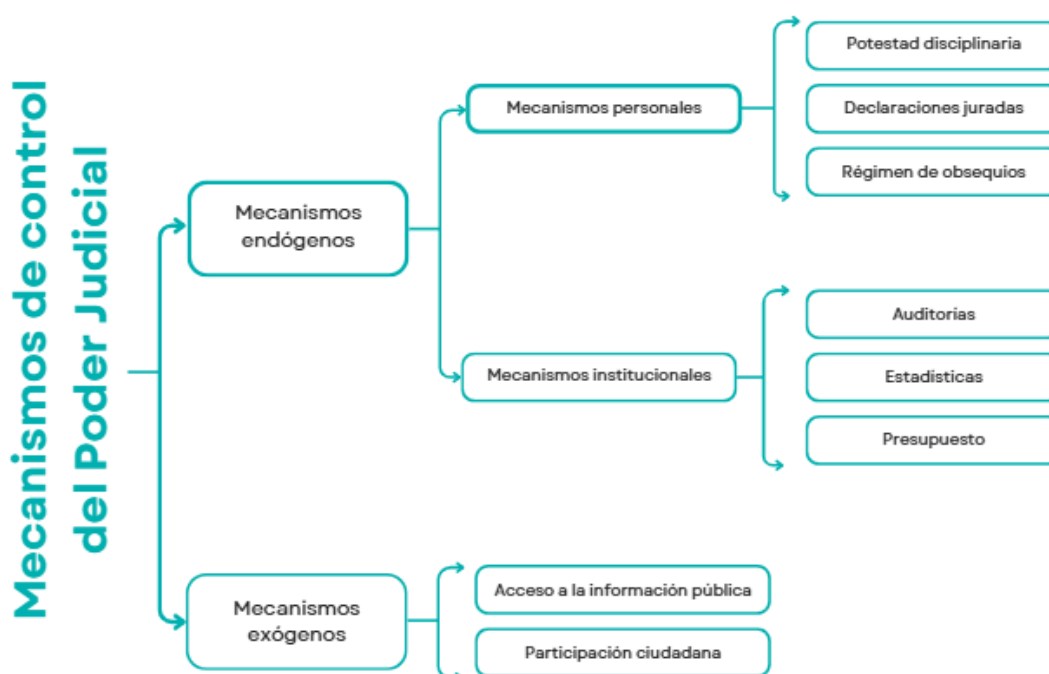 Mecanismos de control
del Poder Judicial
Mecanismos
endógenos
Mecanismos personales
Potestad disciplinaria
Declaraciones juradas
Régimen de obsequios
Mecanismos institucionales
Auditorias
Estadisticas
Presupuesto
Mecanismos
exógenos
Acceso a la información pública
Participación ciudadana